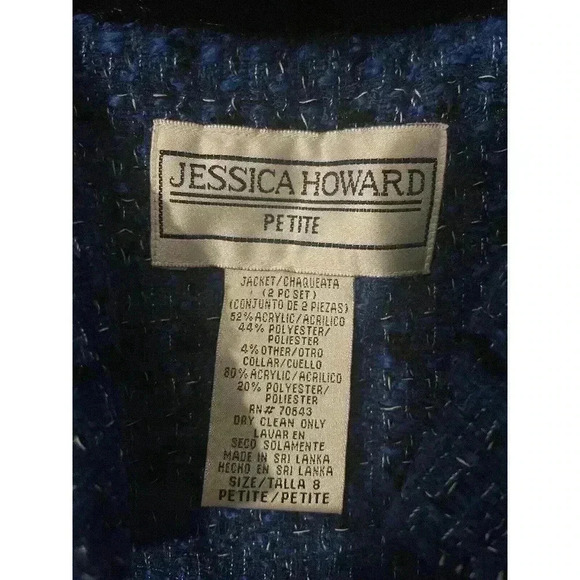 JESSICA HOWARD
PETITE
JACKET/CHAQUEATA
(2 PC SET)
(CONJUNTO DE 2 PIEZAS)
52% ACRYLIC/ACRILICO
44% POLYESTER/
POLIESTER
4% OTHER/OTRO
COLLAR/CUELLO
80% ACRYLIC/ACRILICO
20% POLYESTER/
POLIESTER
RN# 70643
DRY CLEAN ONLY
LAVAR EN
SECO SOLAMENTE
MADE IN SRI LANKA
HECHO EN SRI LANKA
SIZE/TALLA 8
PETITE/PETITE